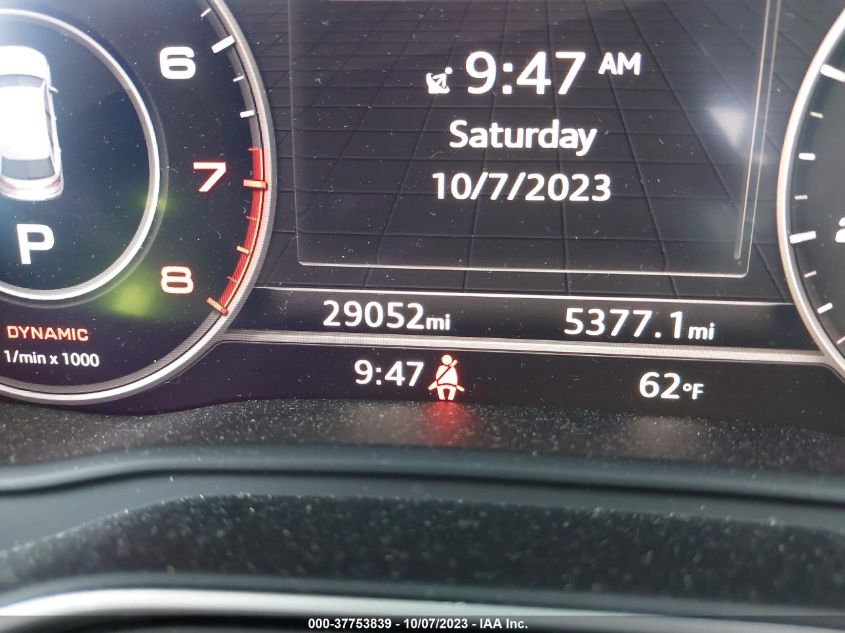 6
7
8
P
DYNAMIC
1/min x 1000
9:47 AM
Saturday
10/7/2023
29052mi
5377.1mi
9:47
62°F
2
000-37753839 - 10/07/2023 - IAA Inc.